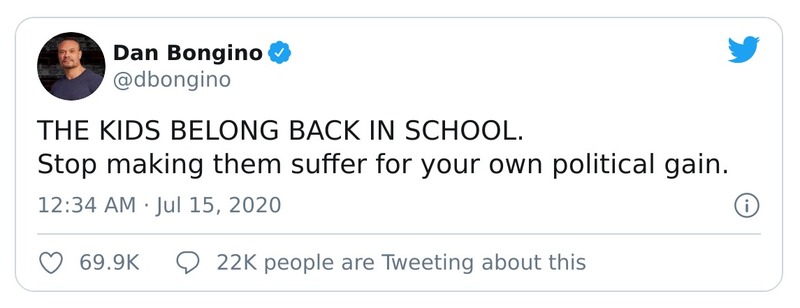 Dan Bongino
@dbongino
THE KIDS BELONG BACK IN SCHOOL.
Stop making them suffer for your own political gain.
12:34 AM · Jul 15, 2020
69.9K 22K people are Tweeting about this